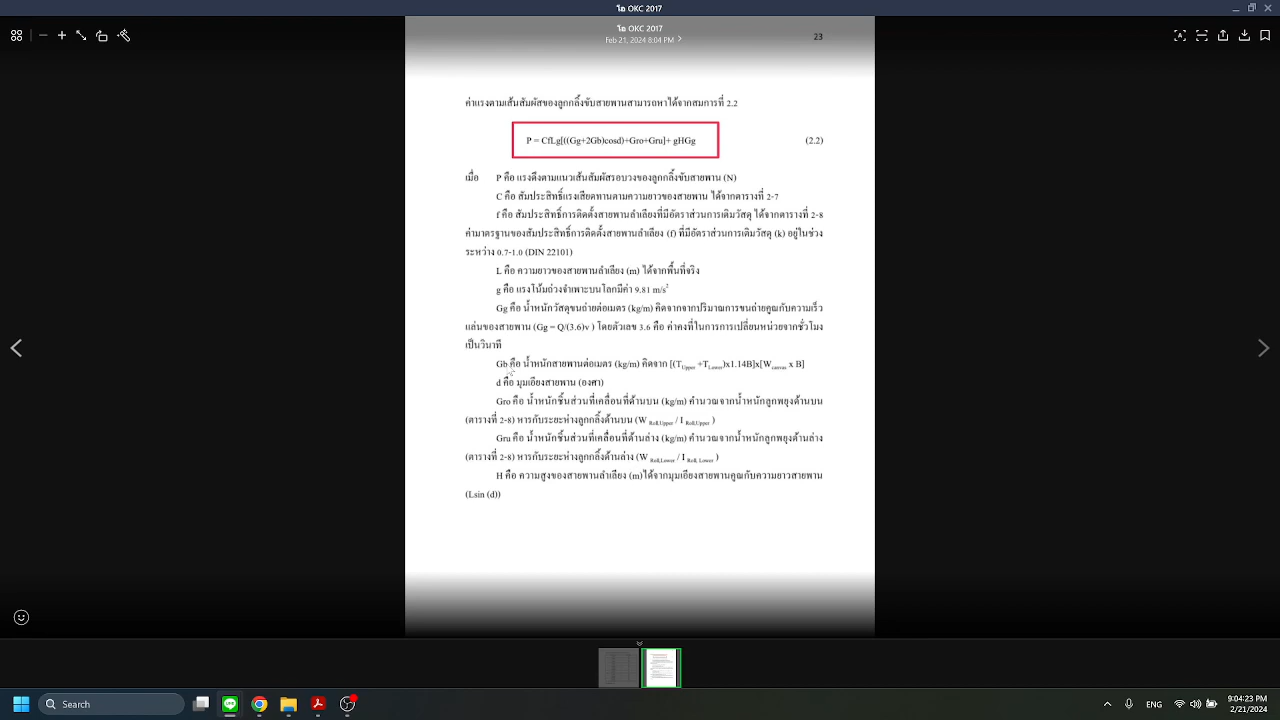 โอ OKC 2017
โอ OKC 2017
Feb 21, 2024 8:04 PM
23
ค่าแรงตามเส้นสัมผัสของลูกกลิ้งขับสายพานสามารถหาได้จากสมการที่ 2.2
P = CfLg[((Gg+2Gb)cosd)+Gro+Gru]+ gHGg (2.2)
เมื่อ P คือ แรงดึงตามแนวเส้นสัมผัสรอบวงของลูกกลิ้งขับสายพาน (N)
C คือ สัมประสิทธิ์แรงเสียดทานตามความยาวของสายพาน ได้จากตารางที่ 2-7
f คือ สัมประสิทธิ์การติดตั้งสายพานลำเลียงที่มีอัตราส่วนการเติมวัสดุ ได้จากตารางที่ 2-8
ค่ามาตรฐานของสัมประสิทธิ์การติดตั้งสายพานลำเลียง (f) ที่มีอัตราส่วนการเติมวัสดุ (k) อยู่ในช่วง
ระหว่าง 0.7-1.0 (DIN 22101)
L คือ ความยาวของสายพานลำเลียง (m) ได้จากพื้นที่จริง
g คือ แรงโน้มถ่วงจำเพาะบนโลกมีค่า 9.81 m/s²
Gg คือ น้ำหนักวัสดุขนถ่ายต่อเมตร (kg/m) คิดจากจากปริมาณการขนถ่ายคูณกับความเร็ว
แล่นของสายพาน (Gg = Q/(3.6)v ) โดยตัวเลข 3.6 คือ ค่าคงที่ในการการเปลี่ยนหน่วยจากชั่วโมง
เป็นวินาที
Gb คือ น้ำหนักสายพานต่อเมตร (kg/m) คิดจาก [(T Upper +T Lower)x1.14B]x[W canvas x B]
d คือ มุมเอียงสายพาน (องศา)
Gro คือ น้ำหนักชิ้นส่วนที่เคลื่อนที่ด้านบน (kg/m) คำนวณจากน้ำหนักลูกพยุงด้านบน
(ตารางที่ 2-8) หารกับระยะห่างลูกกลิ้งด้านบน (W Roll,Upper / I Roll,Upper )
Gru คือ น้ำหนักชิ้นส่วนที่เคลื่อนที่ด้านล่าง (kg/m) คำนวณจากน้ำหนักลูกพยุงด้านล่าง
(ตารางที่ 2-8) หารกับระยะห่างลูกกลิ้งด้านล่าง (W Roll,Lower / I Roll, Lower )
H คือ ความสูงของสายพานลำเลียง (m)ได้จากมุมเอียงสายพานคูณกับความยาวสายพาน
(Lsin (d))
Search
9:04:23 PM
2/21/2024